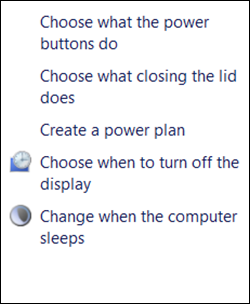 Choose what the power
buttons do
Choose what closing the lid
does
Create a power plan
Choose when to turn off the
display
Change when the computer
sleeps